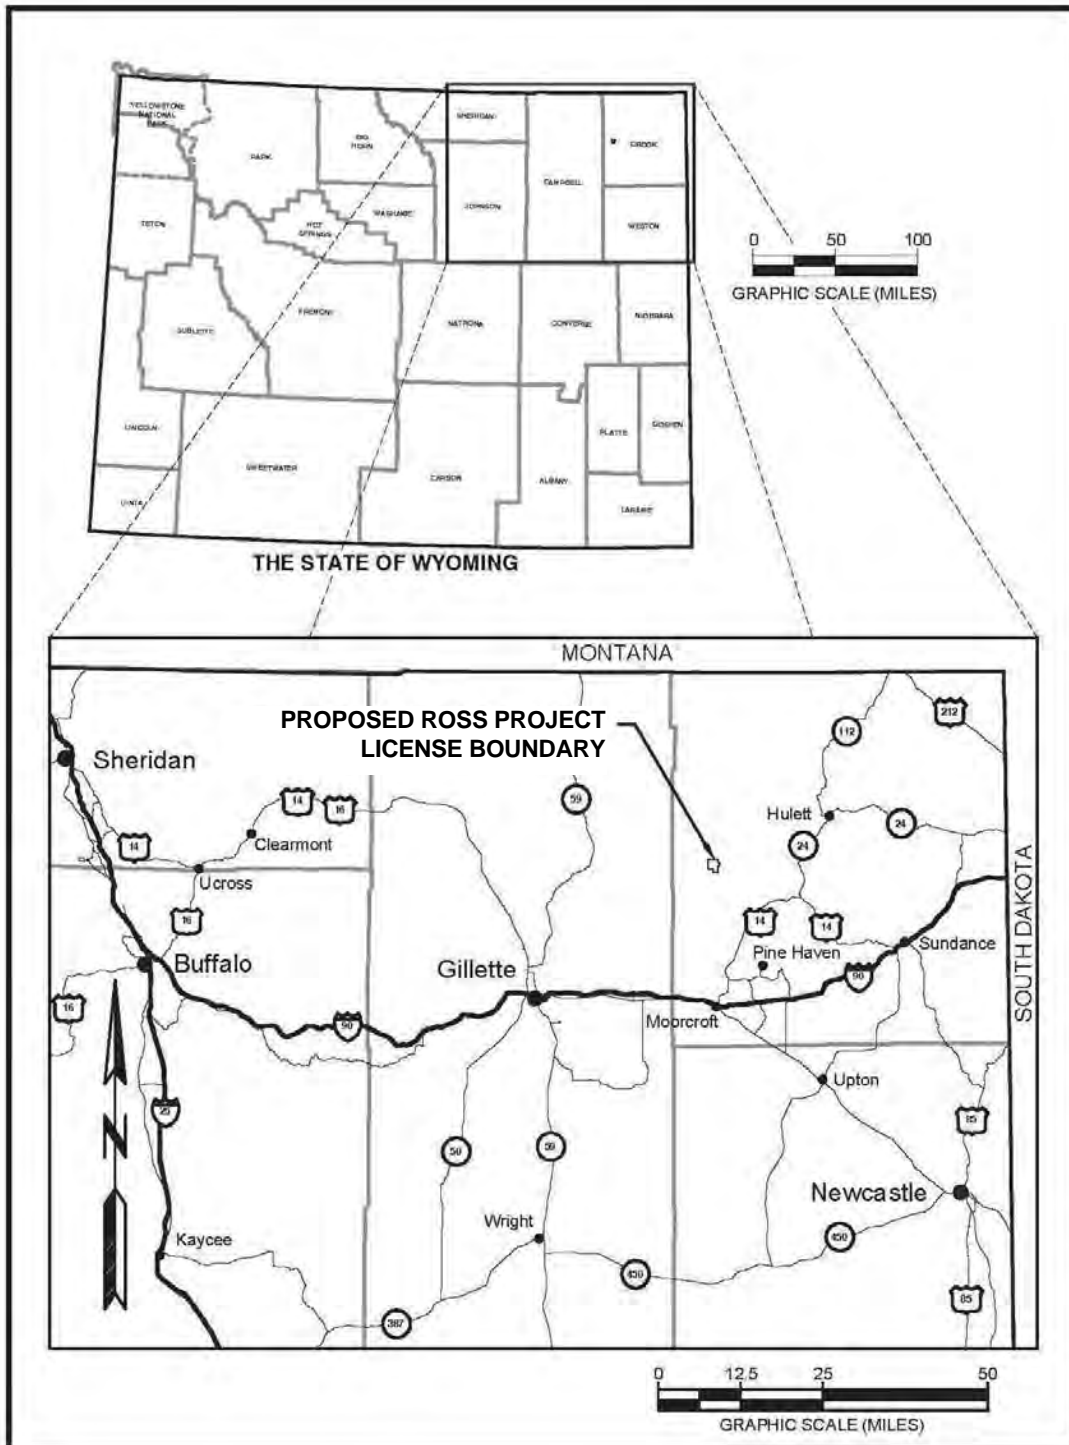 YELLOWSTONE
NATIONAL
PARK
PARK
BIG
HORN
SHERIDAN
JOHNSON
CAMPBELL
CROOK
WESTON
TETON
HOT
SPRINGS
WASHAKIE
SUBLETTE
FREMONT
NATRONA
CONVERSE
NIOBRARA
LINCOLN
UINTA
SWEETWATER
CARBON
ALBANY
PLATTE
GOSHEN
LARAMIE
0 50 100
GRAPHIC SCALE (MILES)
THE STATE OF WYOMING
MONTANA
SOUTH DAKOTA
PROPOSED ROSS PROJECT
LICENSE BOUNDARY
212
112
Sheridan
14
16
59
Hulett
24
24
Clearmont
14
Ucross
16
14
14
Sundance
Pine Haven
Buffalo
Gillette
90
16
90
Moorcroft
Upton
25
N
50
59
85
Newcastle
Wright
450
Kaycee
450
85
387
0 12.5 25 50
GRAPHIC SCALE (MILES)